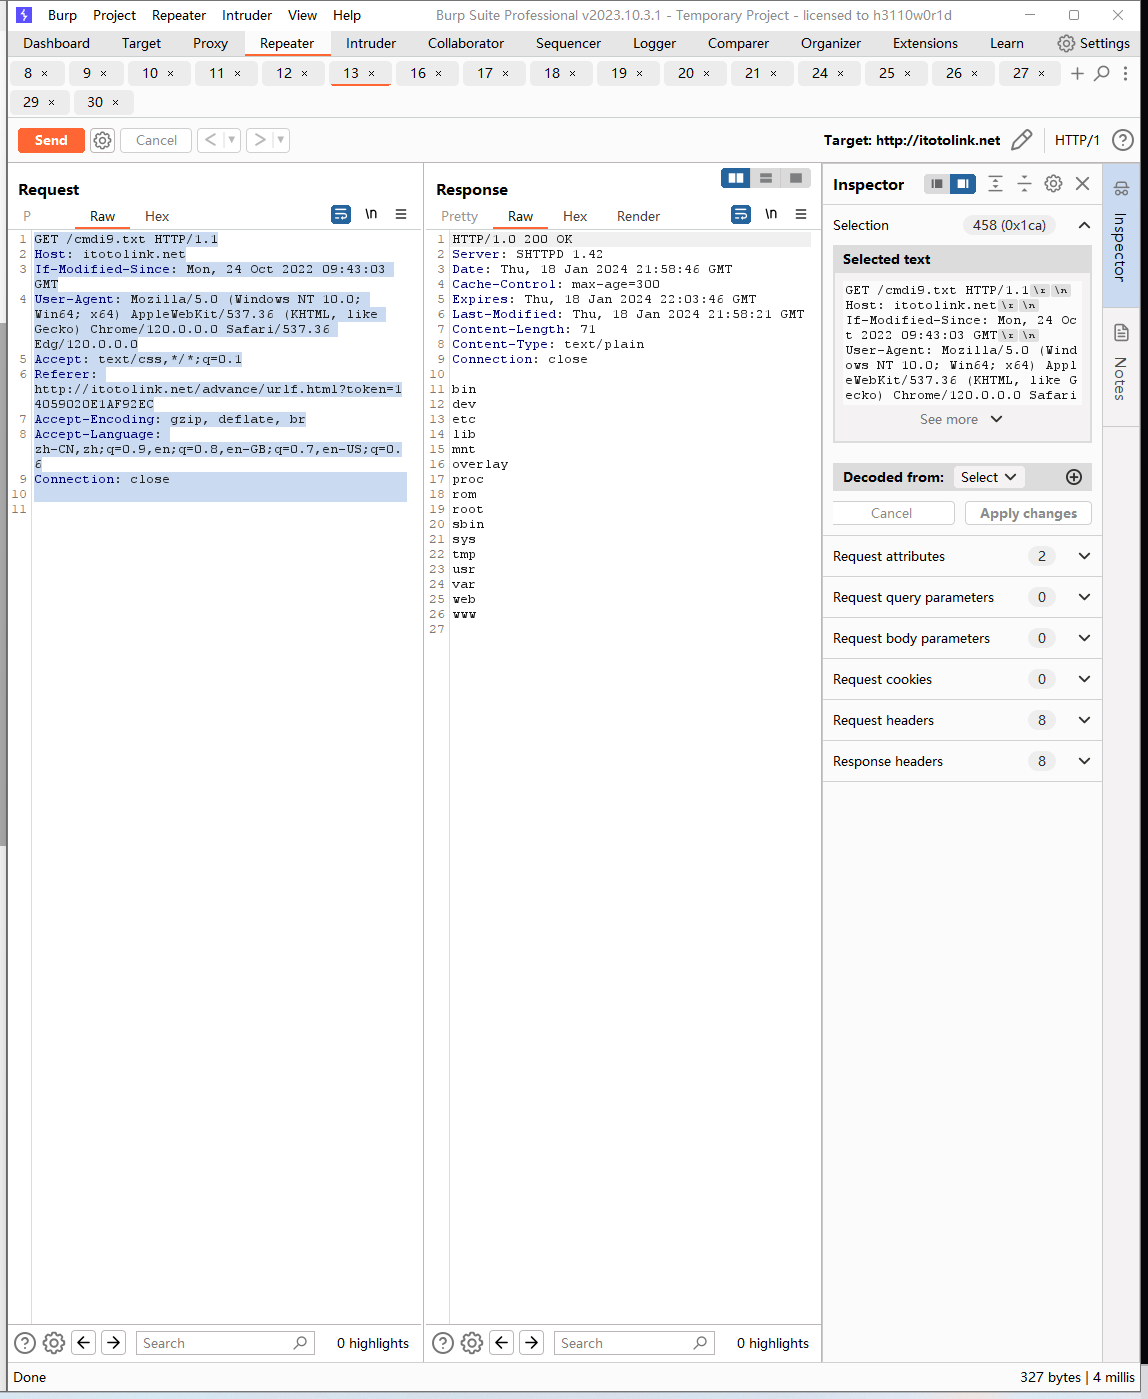 Burp Project Repeater Intruder View Help Burp Suite Professional v2023.10.3.1 - Temporary Project - licensed to h3110w0r1d
Dashboard Target Proxy Repeater Intruder Collaborator Sequencer Logger Comparer Organizer Extensions Learn Settings
8 × 9 × 10 × 11 × 12 × 13 × 16 × 17 × 18 × 19 × 20 × 21 × 24 × 25 × 26 × 27 ×
29 × 30 ×
Send Cancel < > Target: http://itotolink.net HTTP/1
Request
P Raw Hex \n
1 GET /cmdi9.txt HTTP/1.1
2 Host: itotolink.net
3 If-Modified-Since: Mon, 24 Oct 2022 09:43:03
GMT
4 User-Agent: Mozilla/5.0 (Windows NT 10.0;
Win64; x64) AppleWebKit/537.36 (KHTML, like
Gecko) Chrome/120.0.0.0 Safari/537.36
Edg/120.0.0.0
5 Accept: text/css,*/*;q=0.1
6 Referer:
http://itotolink.net/advance/urlf.html?token=1
4059020E1AF92EC
7 Accept-Encoding: gzip, deflate, br
8 Accept-Language:
zh-CN,zh;q=0.9,en;q=0.8,en-GB;q=0.7,en-US;q=0.
6
9 Connection: close
10
11
Response
Pretty Raw Hex Render \n
1 HTTP/1.0 200 OK
2 Server: SHTTPD 1.42
3 Date: Thu, 18 Jan 2024 21:58:46 GMT
4 Cache-Control: max-age=300
5 Expires: Thu, 18 Jan 2024 22:03:46 GMT
6 Last-Modified: Thu, 18 Jan 2024 21:58:21 GMT
7 Content-Length: 71
8 Content-Type: text/plain
9 Connection: close
10
11 bin
12 dev
13 etc
14 lib
15 mnt
16 overlay
17 proc
18 rom
19 root
20 sbin
21 sys
22 tmp
23 usr
24 var
25 web
26 www
27
Inspector
Selection 458 (0x1ca)
Selected text
GET /cmdi9.txt HTTP/1.1\r \n
Host: itotolink.net\r \n
If-Modified-Since: Mon, 24 Oc
t 2022 09:43:03 GMT\r \n
User-Agent: Mozilla/5.0 (Wind
ows NT 10.0; Win64; x64) Appl
eWebKit/537.36 (KHTML, like G
ecko) Chrome/120.0.0.0 Safari
See more
Decoded from: Select
Cancel Apply changes
Request attributes 2
Request query parameters 0
Request body parameters 0
Request cookies 0
Request headers 8
Response headers 8
Inspector
Notes
Search 0 highlights
Search 0 highlights
Done 327 bytes | 4 millis